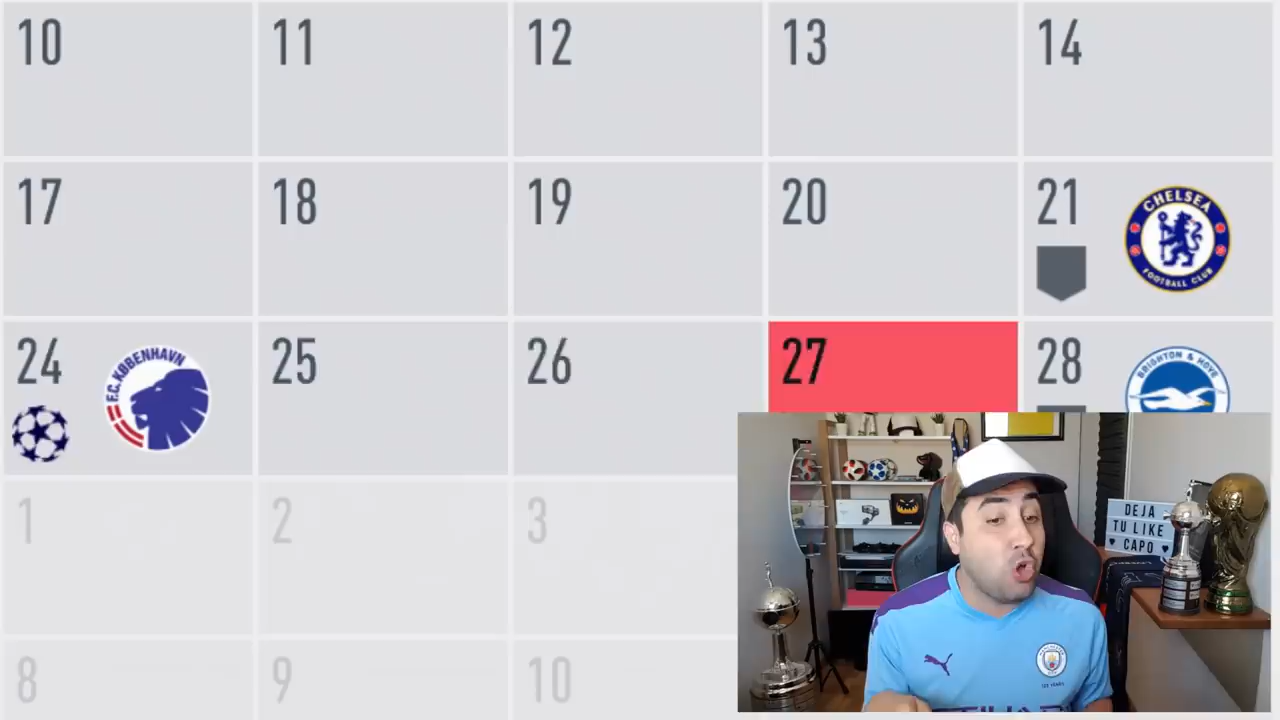 10 11 12 13 14
17 18 19 20 21
CHELSEA
FOOTBALL CLUB
24 25 26 27 28
F.C. KØBENHAVN
BRIGHTON & HOVE
1 2 3
DEJA
TU LIKE
♥ CAPO ♥
8 9 10